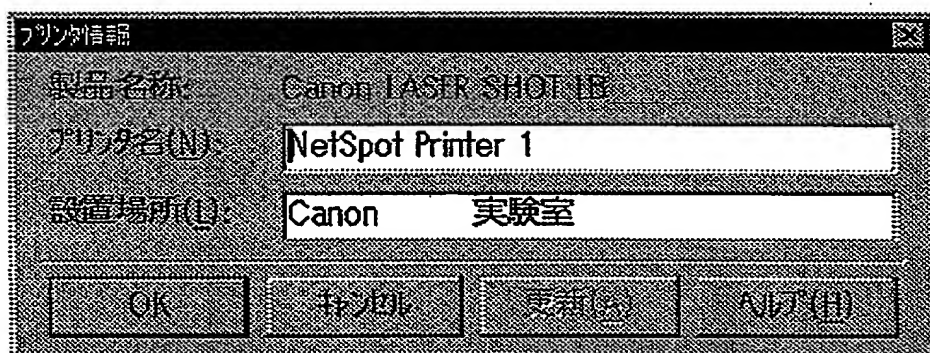 プリンタ情報
製品名称: Canon LASER SHOT LB
プリンタ名(N): NetSpot Printer 1
設置場所(L): Canon 実験室
OK キャンセル 更新(A) ヘルプ(H)